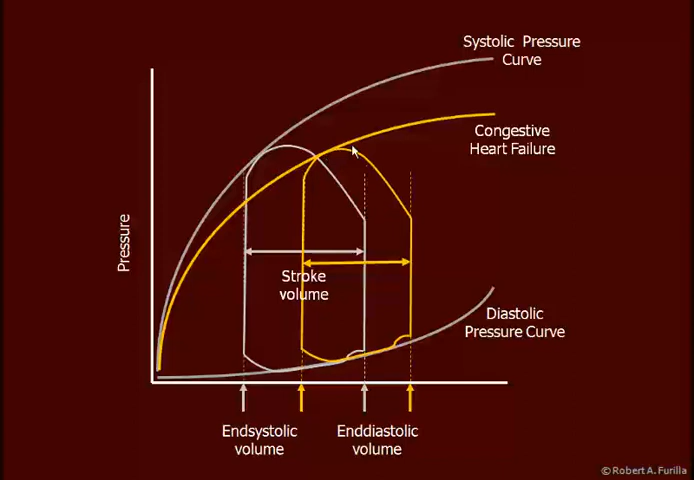 Systolic Pressure
Curve
Congestive
Heart Failure
Pressure
Stroke
volume
Diastolic
Pressure Curve
Endsystolic
volume
Enddiastolic
volume
© Robert A. Furilla